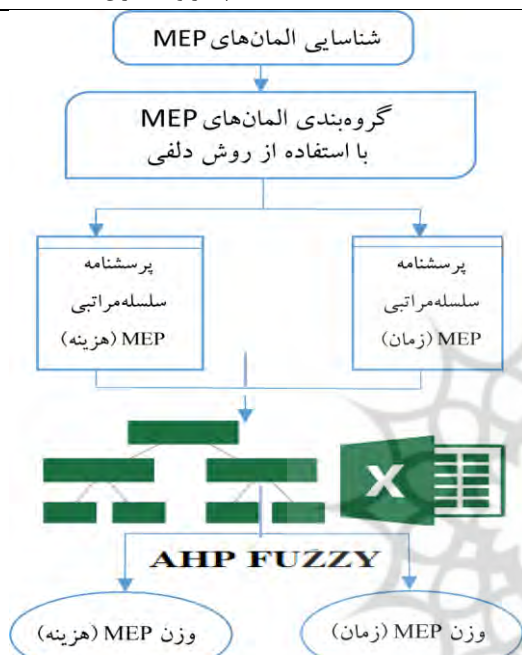 شناسایی المان‌های MEP
گروه‌بندی المان‌های MEP
با استفاده از روش دلفی
پرسشنامه
سلسله‌مراتبی
MEP (زمان)
پرسشنامه
سلسله‌مراتبی
MEP (هزینه)
X
AHP FUZZY
وزن MEP (زمان)
وزن MEP (هزینه)